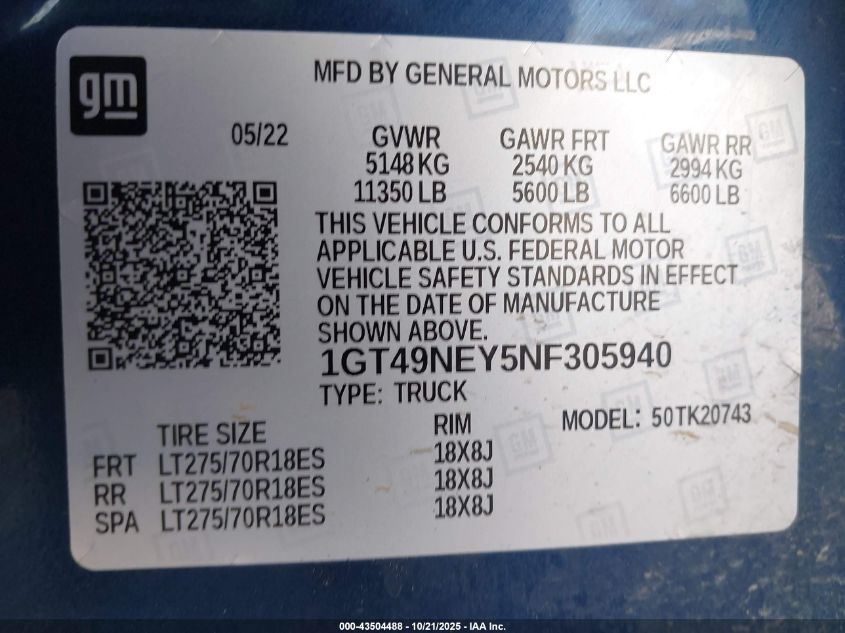 gm
MFD BY GENERAL MOTORS LLC
05/22 GVWR GAWR FRT GAWR RR
5148 KG 2540 KG 2994 KG
11350 LB 5600 LB 6600 LB
THIS VEHICLE CONFORMS TO ALL
APPLICABLE U.S. FEDERAL MOTOR
VEHICLE SAFETY STANDARDS IN EFFECT
ON THE DATE OF MANUFACTURE
SHOWN ABOVE.
1GT49NEY5NF305940
TYPE: TRUCK
TIRE SIZE RIM MODEL: 50TK20743
FRT LT275/70R18ES 18X8J
RR LT275/70R18ES 18X8J
SPA LT275/70R18ES 18X8J
000-43504488 - 10/21/2025 - IAA Inc.